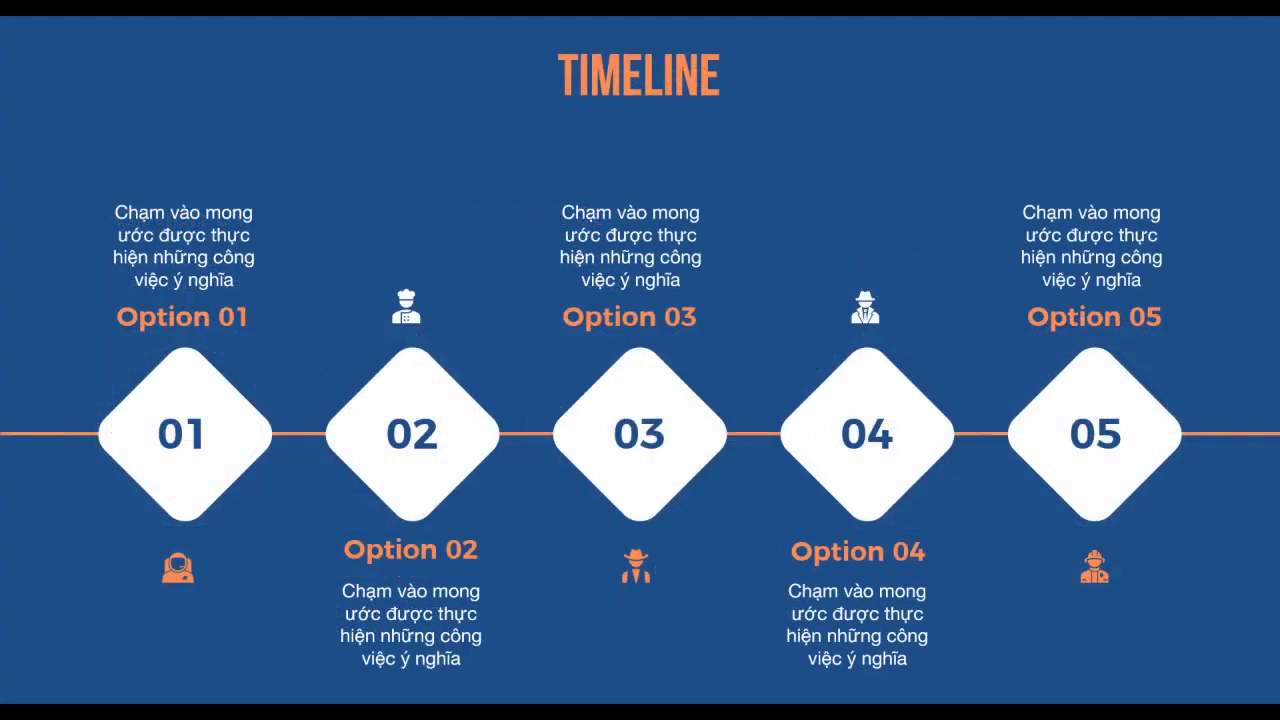 TIMELINE
Chạm vào mong
ước được thực
hiện những công
việc ý nghĩa
Option 01
Chạm vào mong
ước được thực
hiện những công
việc ý nghĩa
Option 03
Chạm vào mong
ước được thực
hiện những công
việc ý nghĩa
Option 05
01
02
03
04
05
Option 02
Chạm vào mong
ước được thực
hiện những công
việc ý nghĩa
Option 04
Chạm vào mong
ước được thực
hiện những công
việc ý nghĩa